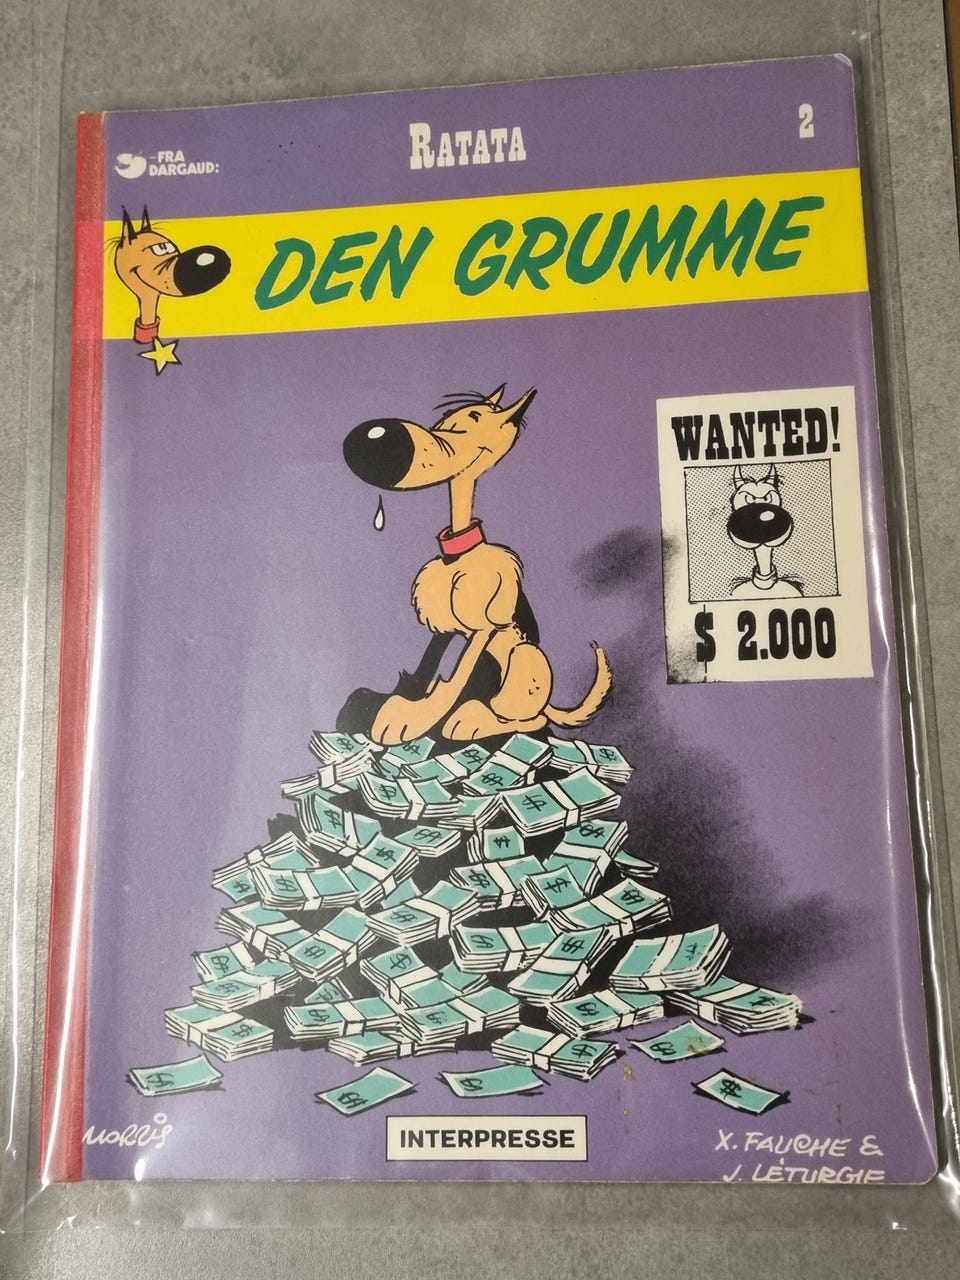 -FRA
DARGAUD:
RATATA
2
DEN GRUMME
WANTED!
$ 2.000
MORRIS
INTERPRESSE
X. FAUCHE &
J. LÉTURGIE